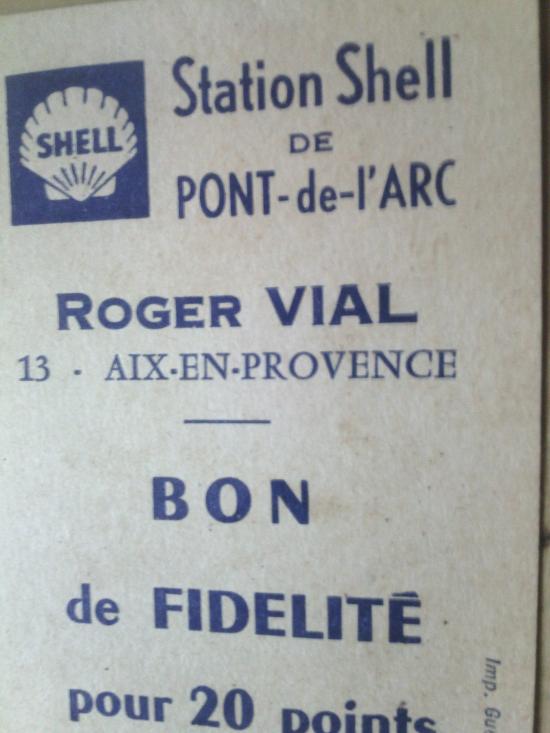 SHELL
Station Shell
DE
PONT-de-l'ARC
ROGER VIAL
13 · AIX-EN-PROVENCE
BON
de FIDELITÉ
pour 20 points
Imp.